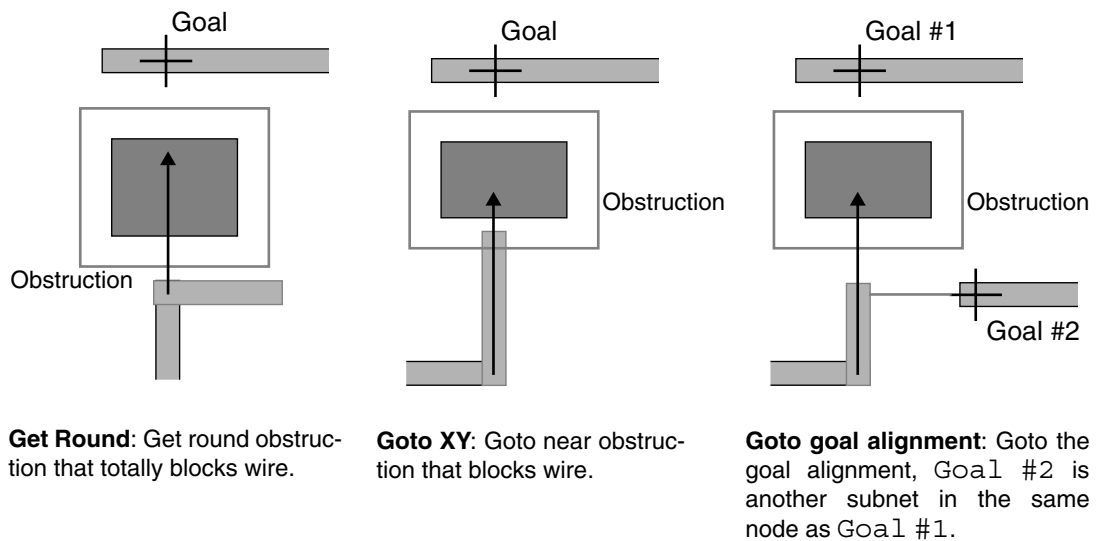 Goal
Obstruction
Get Round: Get round obstruc-
tion that totally blocks wire.
Goal
Obstruction
Goto XY: Goto near obstruc-
tion that blocks wire.
Goal #1
Obstruction
Goal #2
Goto goal alignment: Goto the
goal alignment, Goal #2 is
another subnet in the same
node as Goal #1.